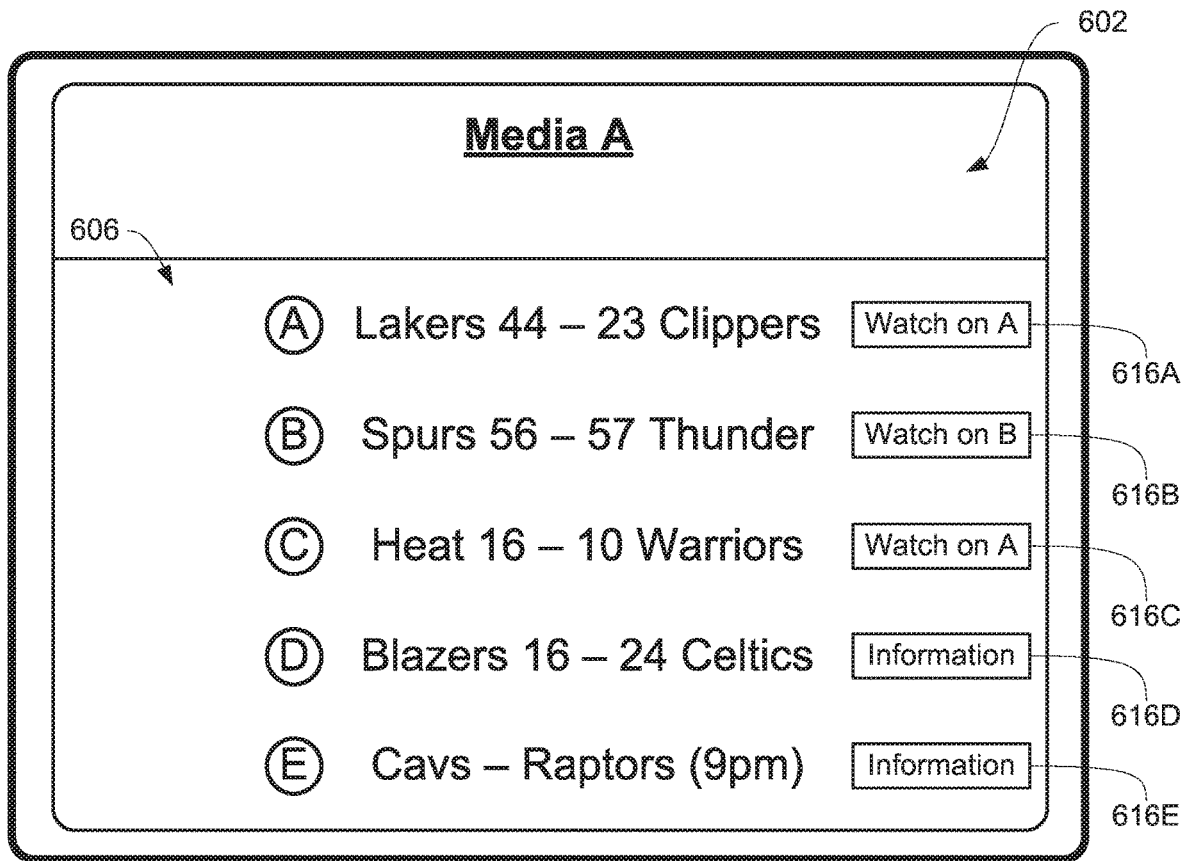 602
Media A
606
A Lakers 44 – 23 Clippers Watch on A
616A
B Spurs 56 – 57 Thunder Watch on B
616B
C Heat 16 – 10 Warriors Watch on A
616C
D Blazers 16 – 24 Celtics Information
616D
E Cavs – Raptors (9pm) Information
616E